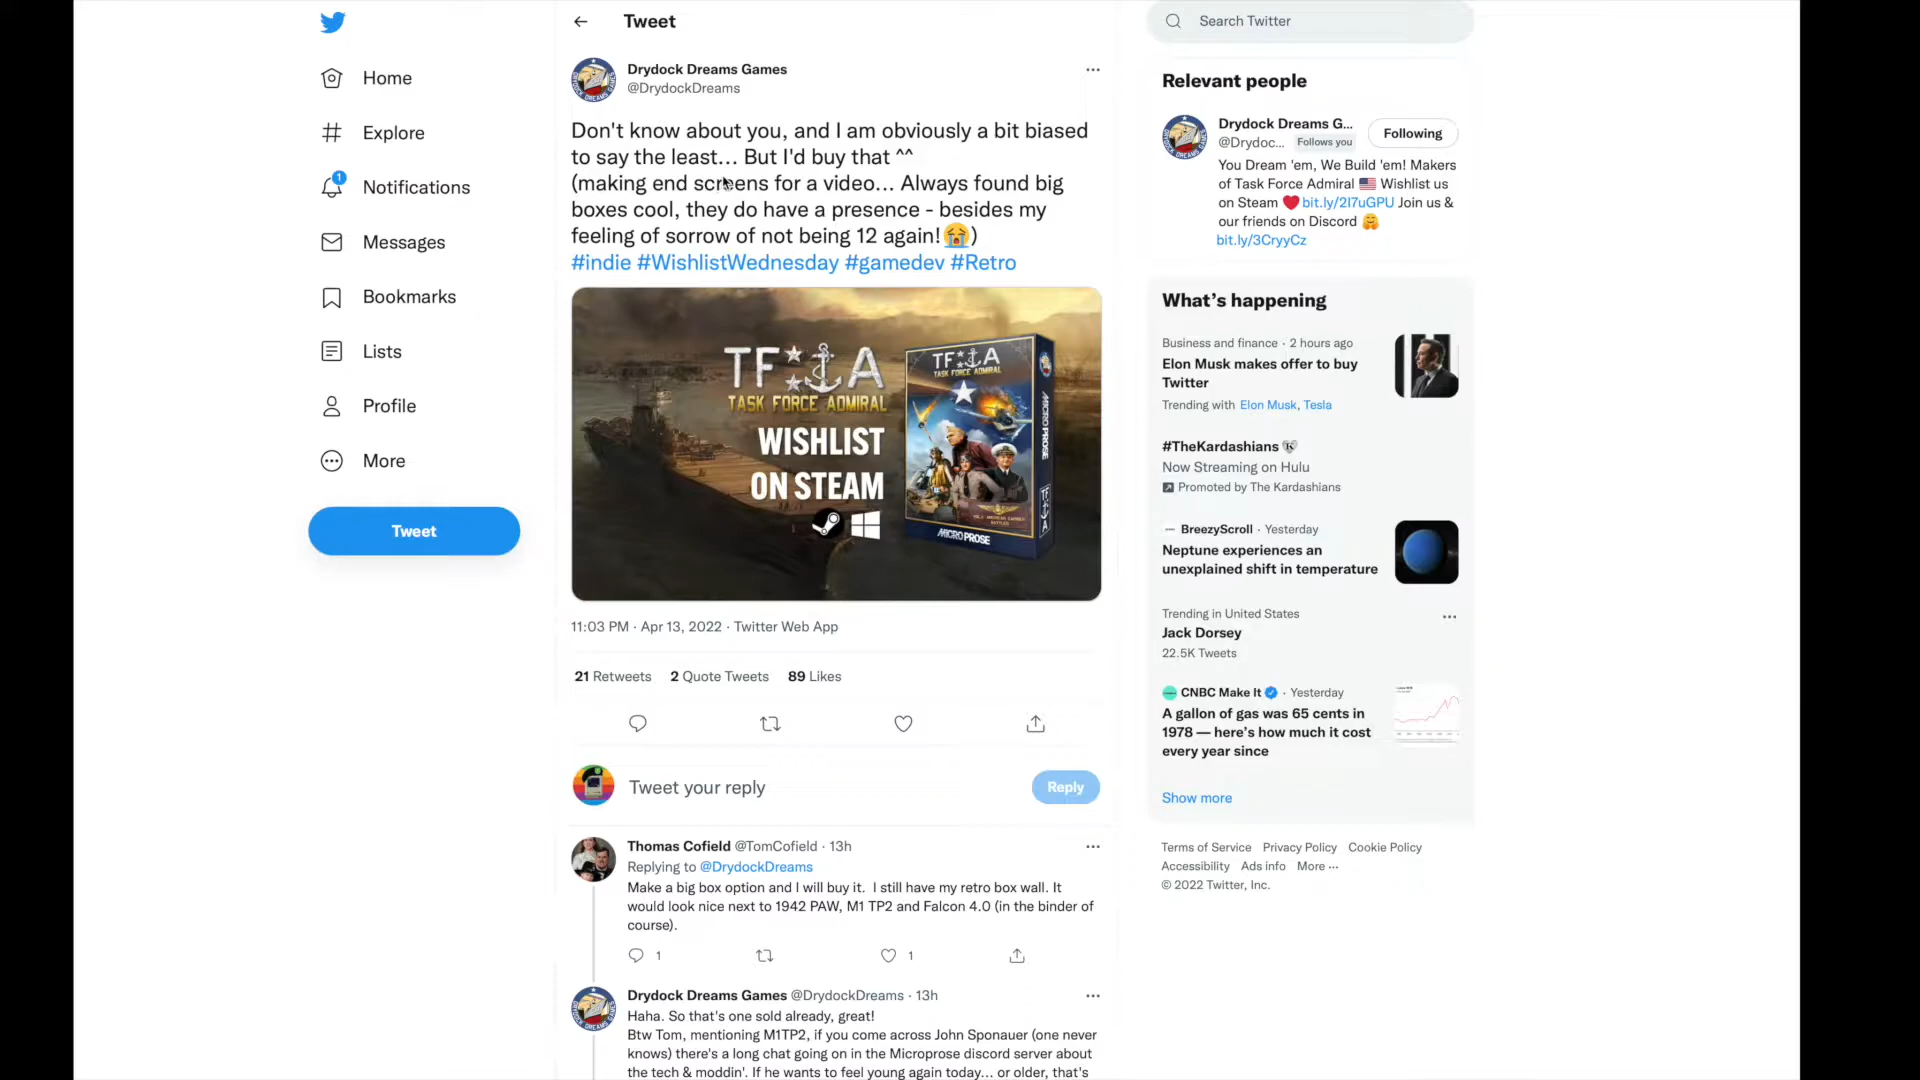 Home
Explore
1
Notifications
Messages
Bookmarks
Lists
Profile
More
Tweet
Tweet
Drydock Dreams Games
@DrydockDreams
Don't know about you, and I am obviously a bit biased
to say the least... But I'd buy that ^^
(making end screens for a video... Always found big
boxes cool, they do have a presence - besides my
feeling of sorrow of not being 12 again!😭)
#indie #WishlistWednesday #gamedev #Retro
TF A
TASK FORCE ADMIRAL
WISHLIST
ON STEAM
TF A
TASK FORCE ADMIRAL
MICROPROSE
MICROPROSE
11:03 PM · Apr 13, 2022 · Twitter Web App
21 Retweets 2 Quote Tweets 89 Likes
Tweet your reply
Reply
Thomas Cofield @TomCofield · 13h
Replying to @DrydockDreams
Make a big box option and I will buy it. I still have my retro box wall. It
would look nice next to 1942 PAW, M1 TP2 and Falcon 4.0 (in the binder of
course).
1 1
Drydock Dreams Games @DrydockDreams · 13h
Haha. So that's one sold already, great!
Btw Tom, mentioning M1TP2, if you come across John Sponauer (one never
knows) there's a long chat going on in the Microprose discord server about
the tech & moddin'. If he wants to feel young again today... or older, that's
Search Twitter
Relevant people
Drydock Dreams G...
@Drydoc... Follows you
Following
You Dream 'em, We Build 'em! Makers
of Task Force Admiral 🇺🇸 Wishlist us
on Steam ❤️ bit.ly/2I7uGPU Join us &
our friends on Discord 🤗
bit.ly/3CryyCz
What's happening
Business and finance · 2 hours ago
Elon Musk makes offer to buy
Twitter
Trending with Elon Musk, Tesla
#TheKardashians
Now Streaming on Hulu
Promoted by The Kardashians
BreezyScroll · Yesterday
Neptune experiences an
unexplained shift in temperature
Trending in United States
Jack Dorsey
22.5K Tweets
CNBC Make It · Yesterday
A gallon of gas was 65 cents in
1978 — here's how much it cost
every year since
Show more
Terms of Service Privacy Policy Cookie Policy
Accessibility Ads info More ...
© 2022 Twitter, Inc.